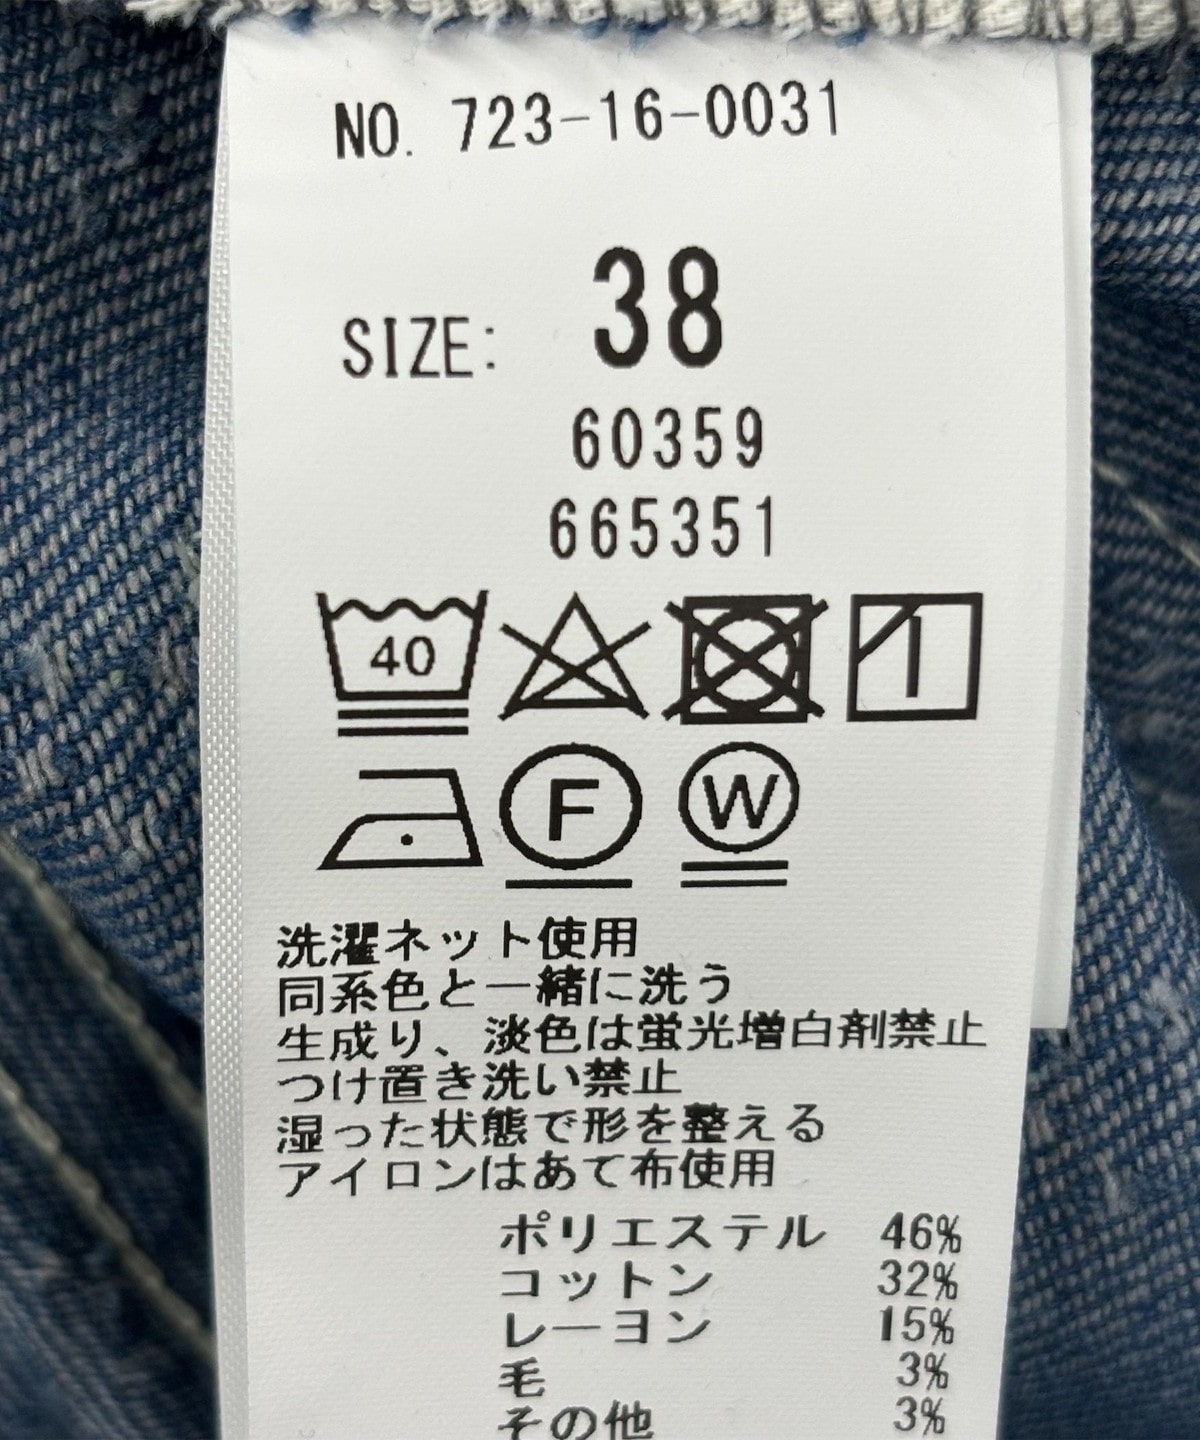 NO. 723-16-0031
SIZE: 38
60359
665351
40
F W
洗濯ネット使用
同系色と一緒に洗う
生成り、淡色は蛍光増白剤禁止
つけ置き洗い禁止
湿った状態で形を整える
アイロンはあて布使用
ポリエステル 46%
コットン 32%
レーヨン 15%
毛 3%
その他 3%